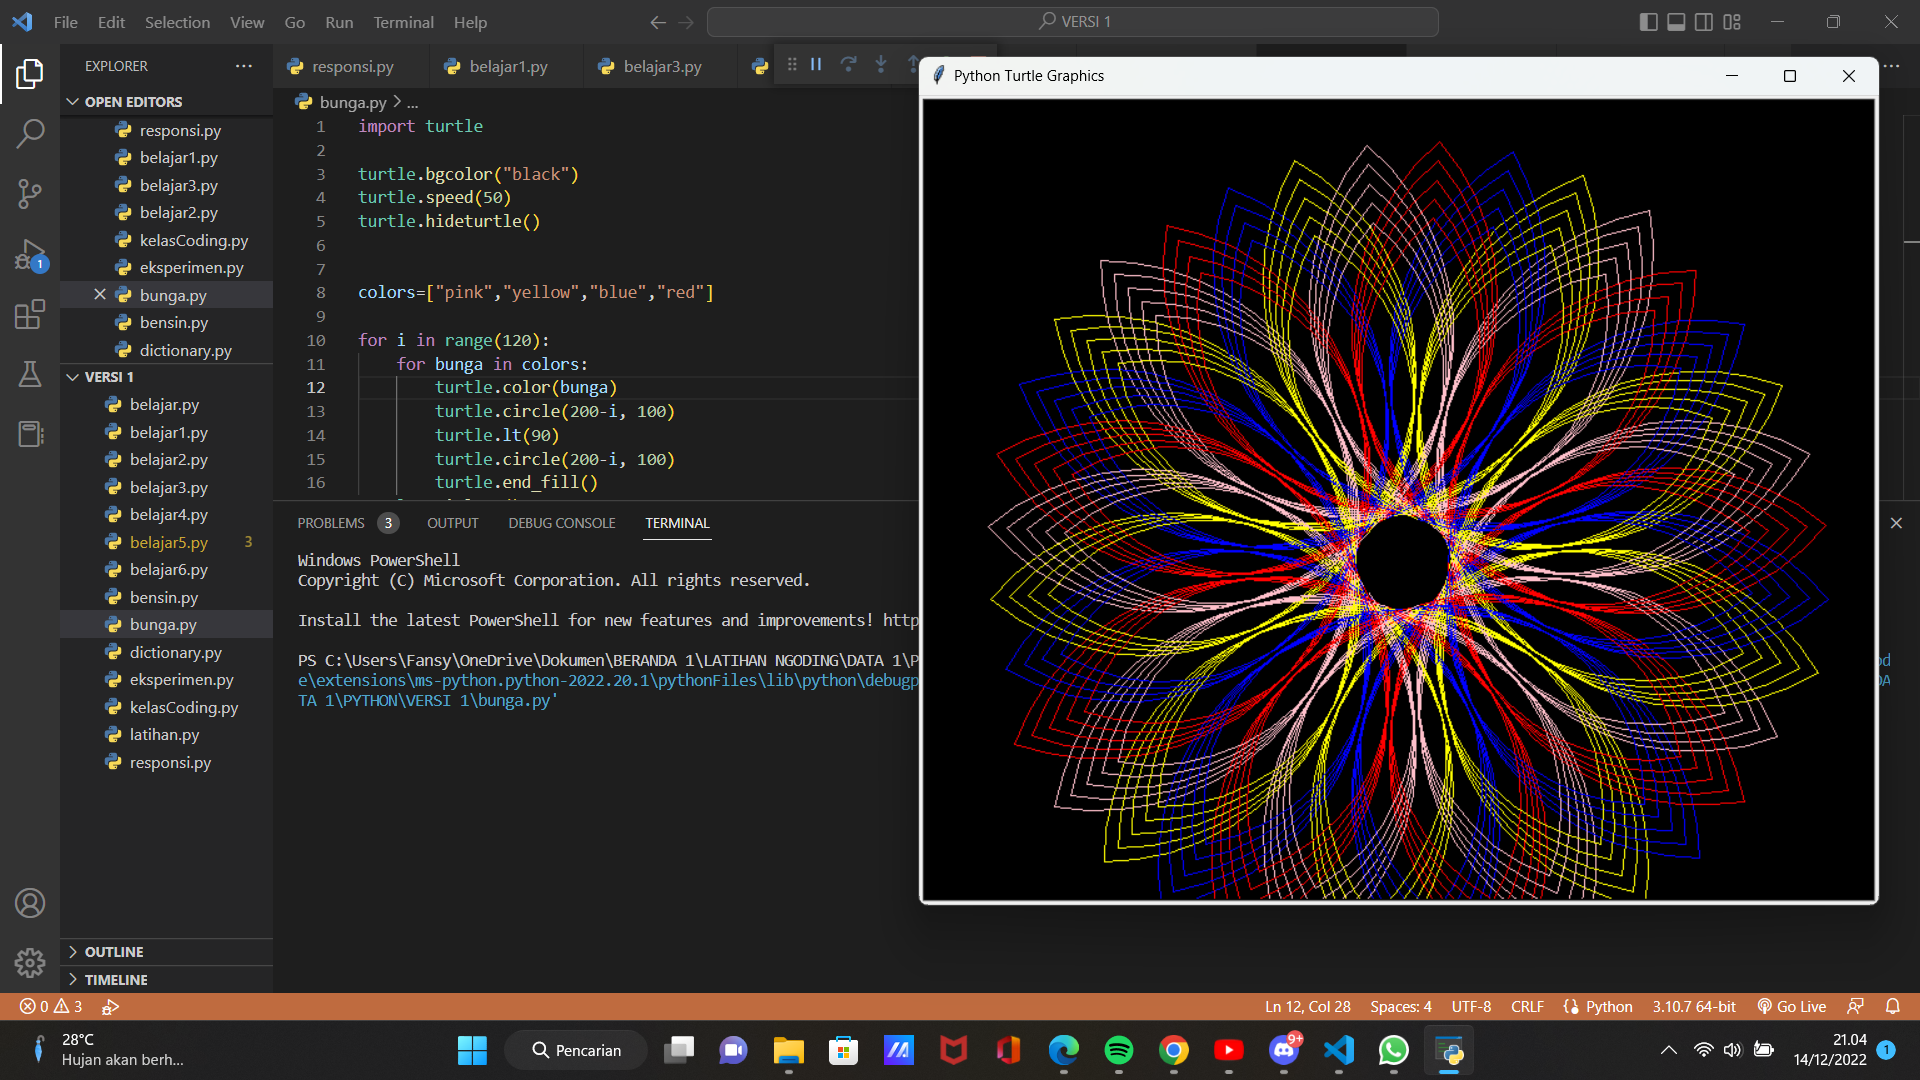 File Edit Selection View Go Run Terminal Help
VERSI 1
EXPLORER
OPEN EDITORS
responsi.py
belajar1.py
belajar3.py
belajar2.py
kelasCoding.py
eksperimen.py
bunga.py
bensin.py
dictionary.py
VERSI 1
belajar.py
belajar1.py
belajar2.py
belajar3.py
belajar4.py
belajar5.py 3
belajar6.py
bensin.py
bunga.py
dictionary.py
eksperimen.py
kelasCoding.py
latihan.py
responsi.py
OUTLINE
TIMELINE
responsi.py belajar1.py belajar3.py
bunga.py > ...
1 import turtle
2
3 turtle.bgcolor("black")
4 turtle.speed(50)
5 turtle.hideturtle()
6
7
8 colors=["pink","yellow","blue","red"]
9
10 for i in range(120):
11 for bunga in colors:
12 turtle.color(bunga)
13 turtle.circle(200-i, 100)
14 turtle.lt(90)
15 turtle.circle(200-i, 100)
16 turtle.end_fill()
PROBLEMS 3 OUTPUT DEBUG CONSOLE TERMINAL
Windows PowerShell
Copyright (C) Microsoft Corporation. All rights reserved.
Install the latest PowerShell for new features and improvements! http
PS C:\Users\Fansy\OneDrive\Dokumen\BERANDA 1\LATIHAN NGODING\DATA 1\P
e\extensions\ms-python.python-2022.20.1\pythonFiles\lib\python\debugp
TA 1\PYTHON\VERSI 1\bunga.py'
Python Turtle Graphics
1
0 3
Ln 12, Col 28 Spaces: 4 UTF-8 CRLF Python 3.10.7 64-bit Go Live
28°C
Hujan akan berh...
Pencarian
9+
21.04
14/12/2022
1